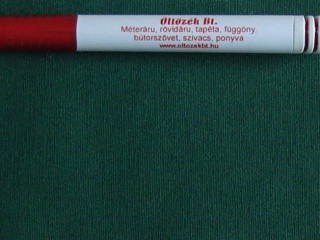 Öltözék Bt.
Méteráru, rövidáru, tapéta, függöny
bútorszövet, szivacs, ponyva
www.oltozekbt.hu